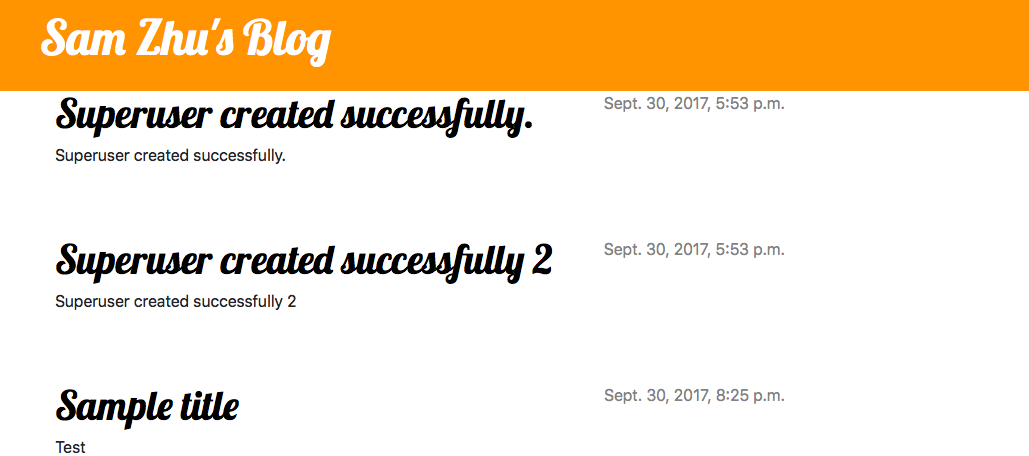 Sam Zhu's Blog
Superuser created successfully.
Sept. 30, 2017, 5:53 p.m.
Superuser created successfully.
Superuser created successfully 2
Sept. 30, 2017, 5:53 p.m.
Superuser created successfully 2
Sample title
Sept. 30, 2017, 8:25 p.m.
Test